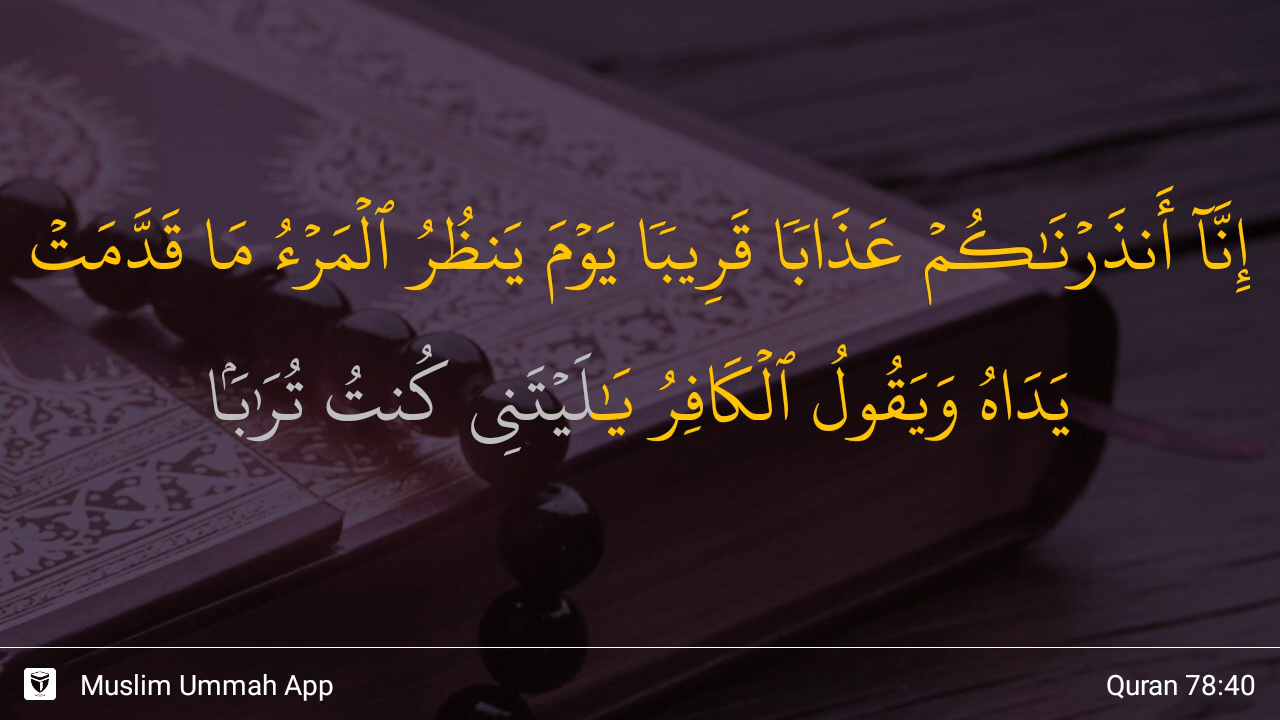 إِنَّآ أَنذَرْنَـٰكُمْ عَذَابًا قَرِيبًا يَوْمَ يَنظُرُ ٱلْمَرْءُ مَا قَدَّمَتْ
يَدَاهُ وَيَقُولُ ٱلْكَافِرُ يَـٰلَيْتَنِى كُنتُ تُرَٰبًۢا
Muslim Ummah App
Quran 78:40